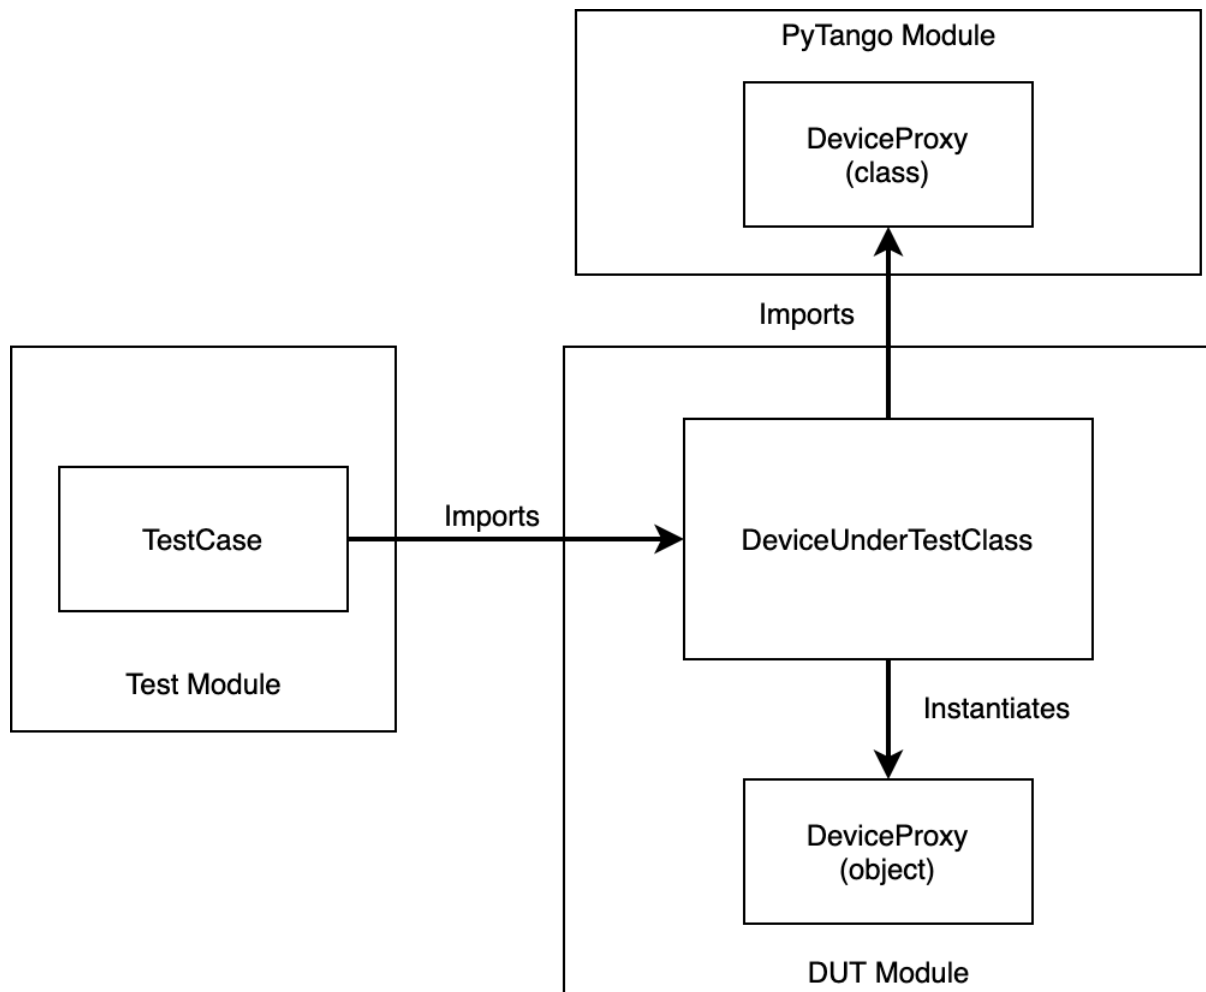 PyTango Module
DeviceProxy
(class)
Imports
TestCase
Imports
DeviceUnderTestClass
Test Module
Instantiates
DeviceProxy
(object)
DUT Module